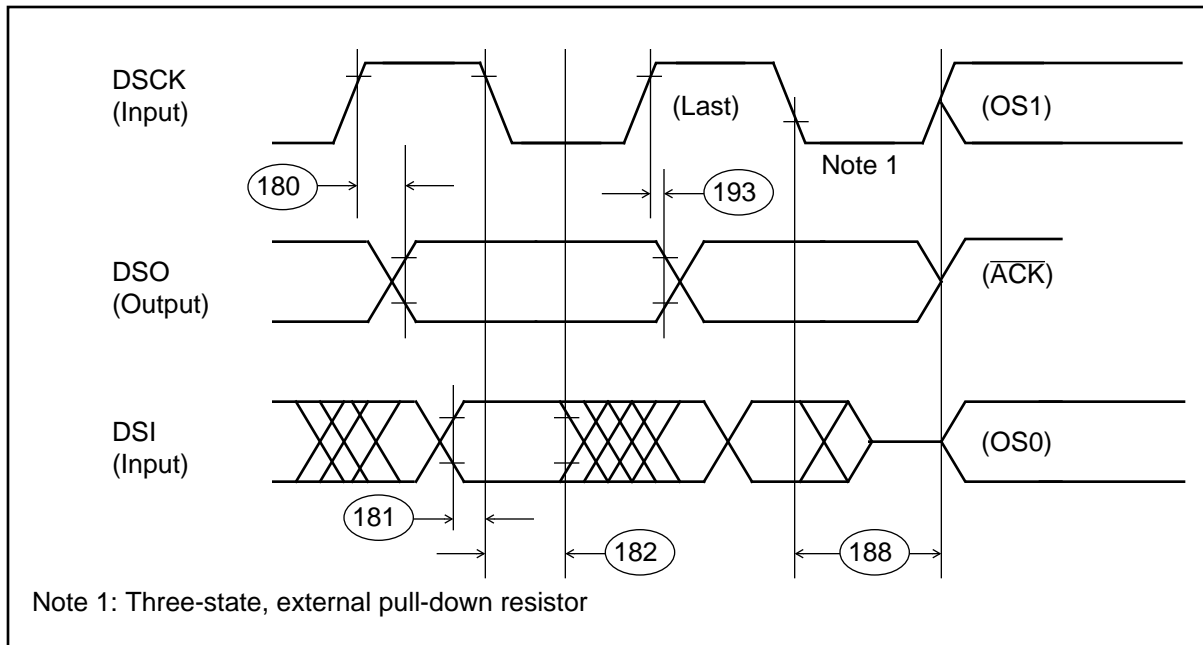 DSCK
(Input)
(Last)
(OS1)
Note 1
180
193
DSO
(Output)
(ACK)
DSI
(Input)
(OS0)
181
182
188
Note 1: Three-state, external pull-down resistor